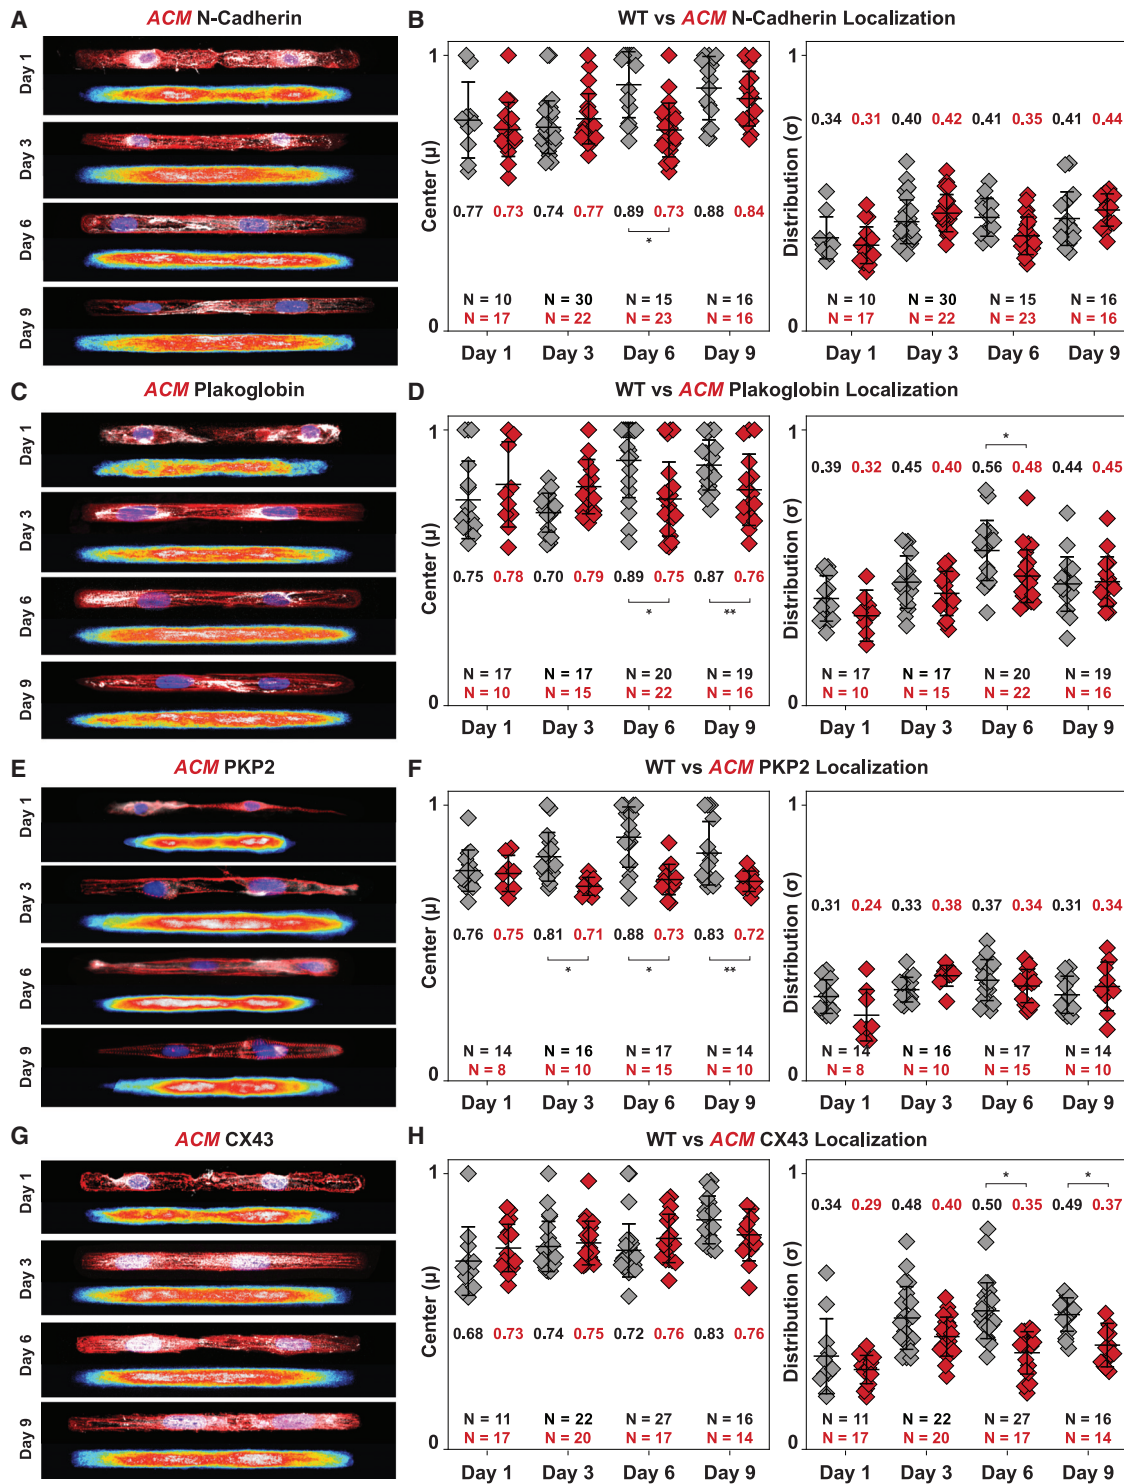 A
ACM N-Cadherin
Day 1
Day 3
Day 6
Day 9
B
WT vs ACM N-Cadherin Localization
Center (μ)
1
0
0.77 0.73 0.74 0.77 0.89 0.73 0.88 0.84
*
N = 10 N = 30 N = 15 N = 16
N = 17 N = 22 N = 23 N = 16
Day 1 Day 3 Day 6 Day 9
Distribution (σ)
1
0
0.34 0.31 0.40 0.42 0.41 0.35 0.41 0.44
N = 10 N = 30 N = 15 N = 16
N = 17 N = 22 N = 23 N = 16
Day 1 Day 3 Day 6 Day 9
C
ACM Plakoglobin
Day 1
Day 3
Day 6
Day 9
D
WT vs ACM Plakoglobin Localization
Center (μ)
1
0
0.75 0.78 0.70 0.79 0.89 0.75 0.87 0.76
* **
N = 17 N = 17 N = 20 N = 19
N = 10 N = 15 N = 22 N = 16
Day 1 Day 3 Day 6 Day 9
Distribution (σ)
1
0
*
0.39 0.32 0.45 0.40 0.56 0.48 0.44 0.45
N = 17 N = 17 N = 20 N = 19
N = 10 N = 15 N = 22 N = 16
Day 1 Day 3 Day 6 Day 9
E
ACM PKP2
Day 1
Day 3
Day 6
Day 9
F
WT vs ACM PKP2 Localization
Center (μ)
1
0
0.76 0.75 0.81 0.71 0.88 0.73 0.83 0.72
* * **
N = 14 N = 16 N = 17 N = 14
N = 8 N = 10 N = 15 N = 10
Day 1 Day 3 Day 6 Day 9
Distribution (σ)
1
0
0.31 0.24 0.33 0.38 0.37 0.34 0.31 0.34
N = 14 N = 16 N = 17 N = 14
N = 8 N = 10 N = 15 N = 10
Day 1 Day 3 Day 6 Day 9
G
ACM CX43
Day 1
Day 3
Day 6
Day 9
H
WT vs ACM CX43 Localization
Center (μ)
1
0
0.68 0.73 0.74 0.75 0.72 0.76 0.83 0.76
N = 11 N = 22 N = 27 N = 16
N = 17 N = 20 N = 17 N = 14
Day 1 Day 3 Day 6 Day 9
Distribution (σ)
1
0
* *
0.34 0.29 0.48 0.40 0.50 0.35 0.49 0.37
N = 11 N = 22 N = 27 N = 16
N = 17 N = 20 N = 17 N = 14
Day 1 Day 3 Day 6 Day 9